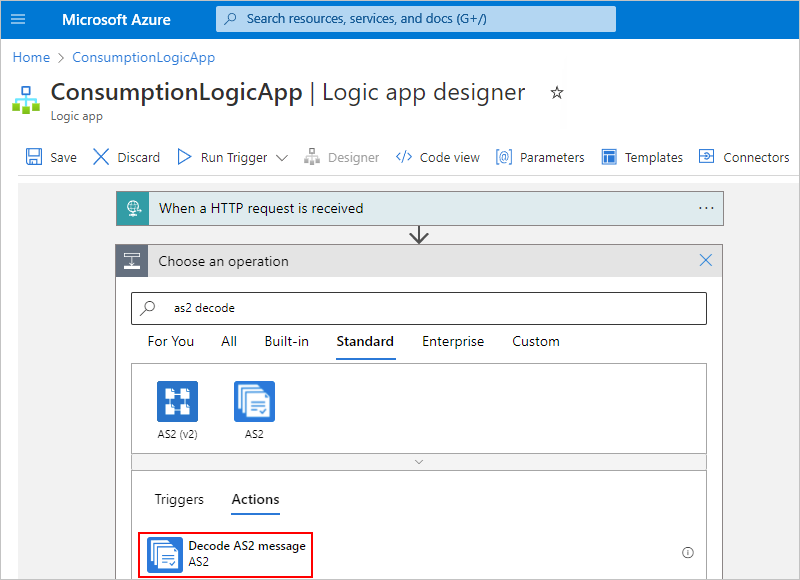 Microsoft Azure
Search resources, services, and docs (G+/)
Home > ConsumptionLogicApp
ConsumptionLogicApp | Logic app designer
Logic app
Save Discard Run Trigger Designer Code view Parameters Templates Connectors
When a HTTP request is received
Choose an operation
as2 decode
For You All Built-in Standard Enterprise Custom
AS2 (v2) AS2
Triggers Actions
Decode AS2 message
AS2